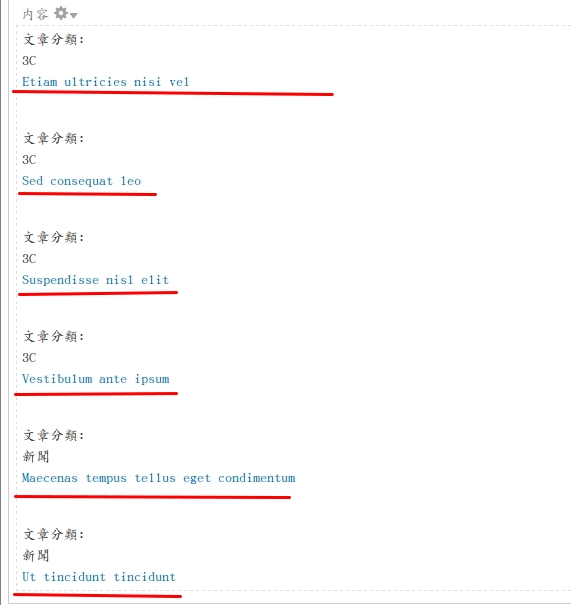 內容
文章分類:
3C
Etiam ultricies nisi vel
文章分類:
3C
Sed consequat leo
文章分類:
3C
Suspendisse nisl elit
文章分類:
3C
Vestibulum ante ipsum
文章分類:
新聞
Maecenas tempus tellus eget condimentum
文章分類:
新聞
Ut tincidunt tincidunt